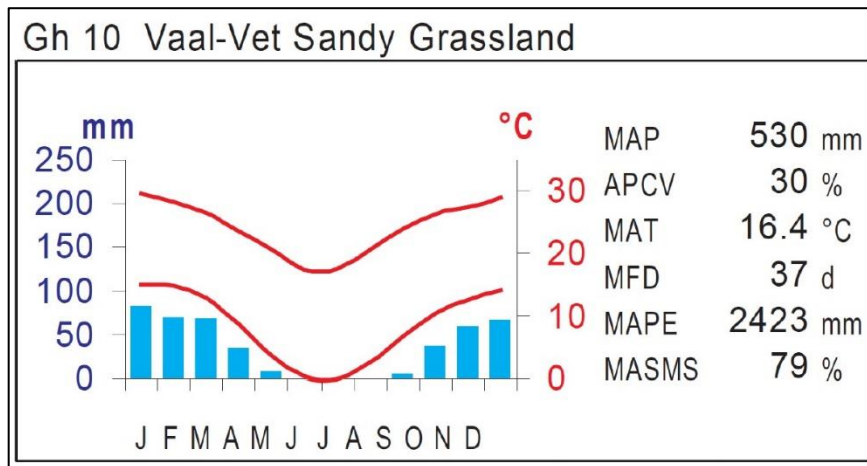 Gh 10 Vaal-Vet Sandy Grassland
mm
°C
250
200
150
100
50
0
30
20
10
0
J F M A M J J A S O N D
MAP 530 mm
APCV 30 %
MAT 16.4 °C
MFD 37 d
MAPE 2423 mm
MASMS 79 %